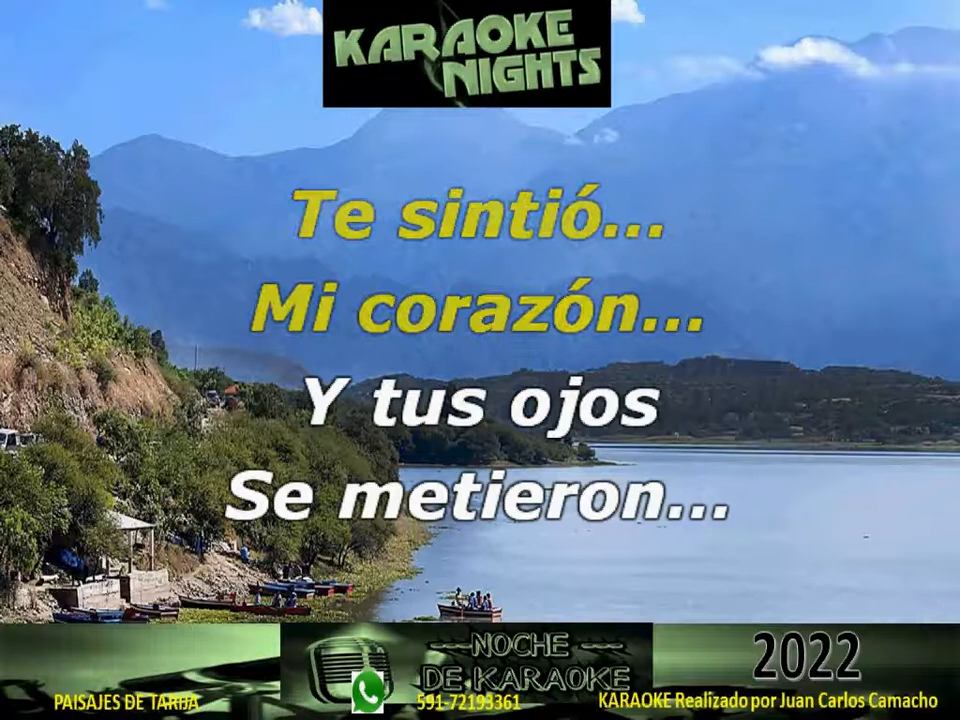 KARAOKE
NIGHTS
Te sintió...
Mi corazón...
Y tus ojos
Se metieron...
NOCHE
DE KARAOKE
2022
PAISAJES DE TARIJA
591-72193361
KARAOKE Realizado por Juan Carlos Camacho